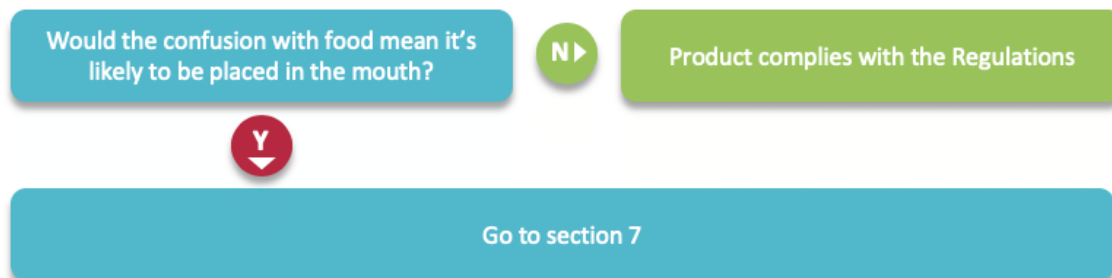 Would the confusion with food mean it's
likely to be placed in the mouth?
N
Product complies with the Regulations
Y
Go to section 7